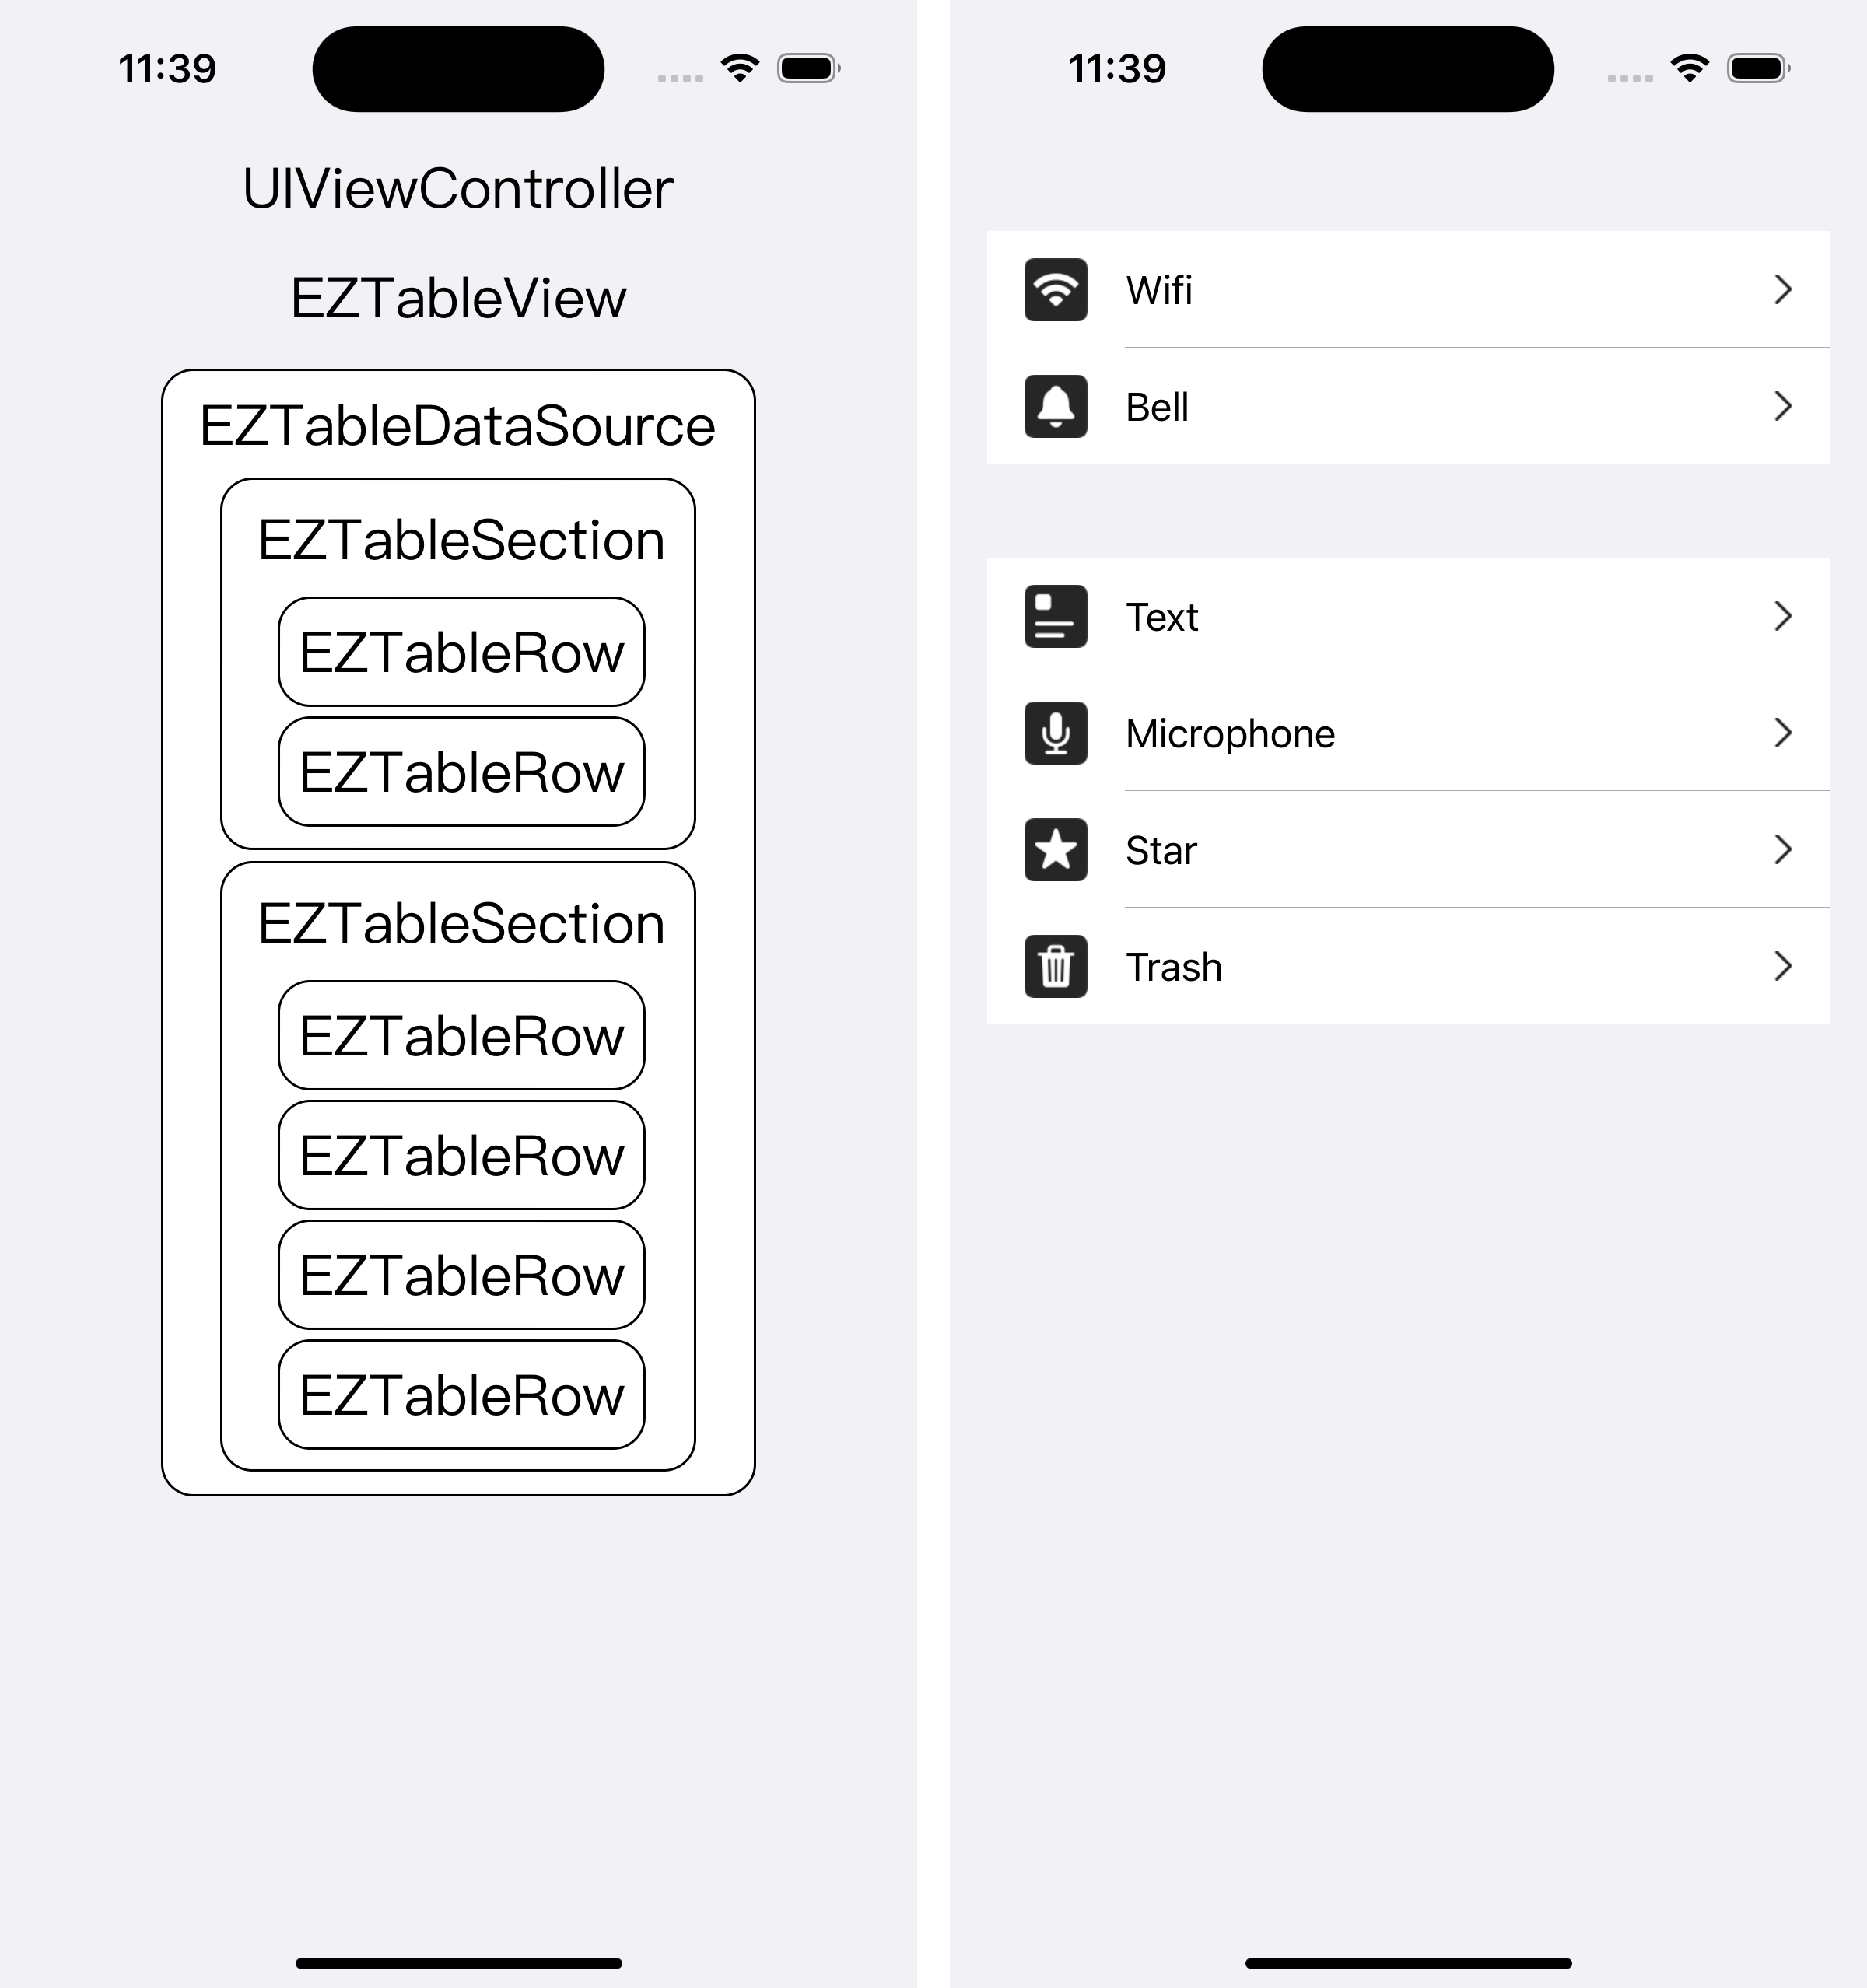 11:39
UIViewController
EZTableView
EZTableDataSource
EZTableSection
EZTableRow
EZTableRow
EZTableSection
EZTableRow
EZTableRow
EZTableRow
EZTableRow
11:39
Wifi
Bell
Text
Microphone
Star
Trash